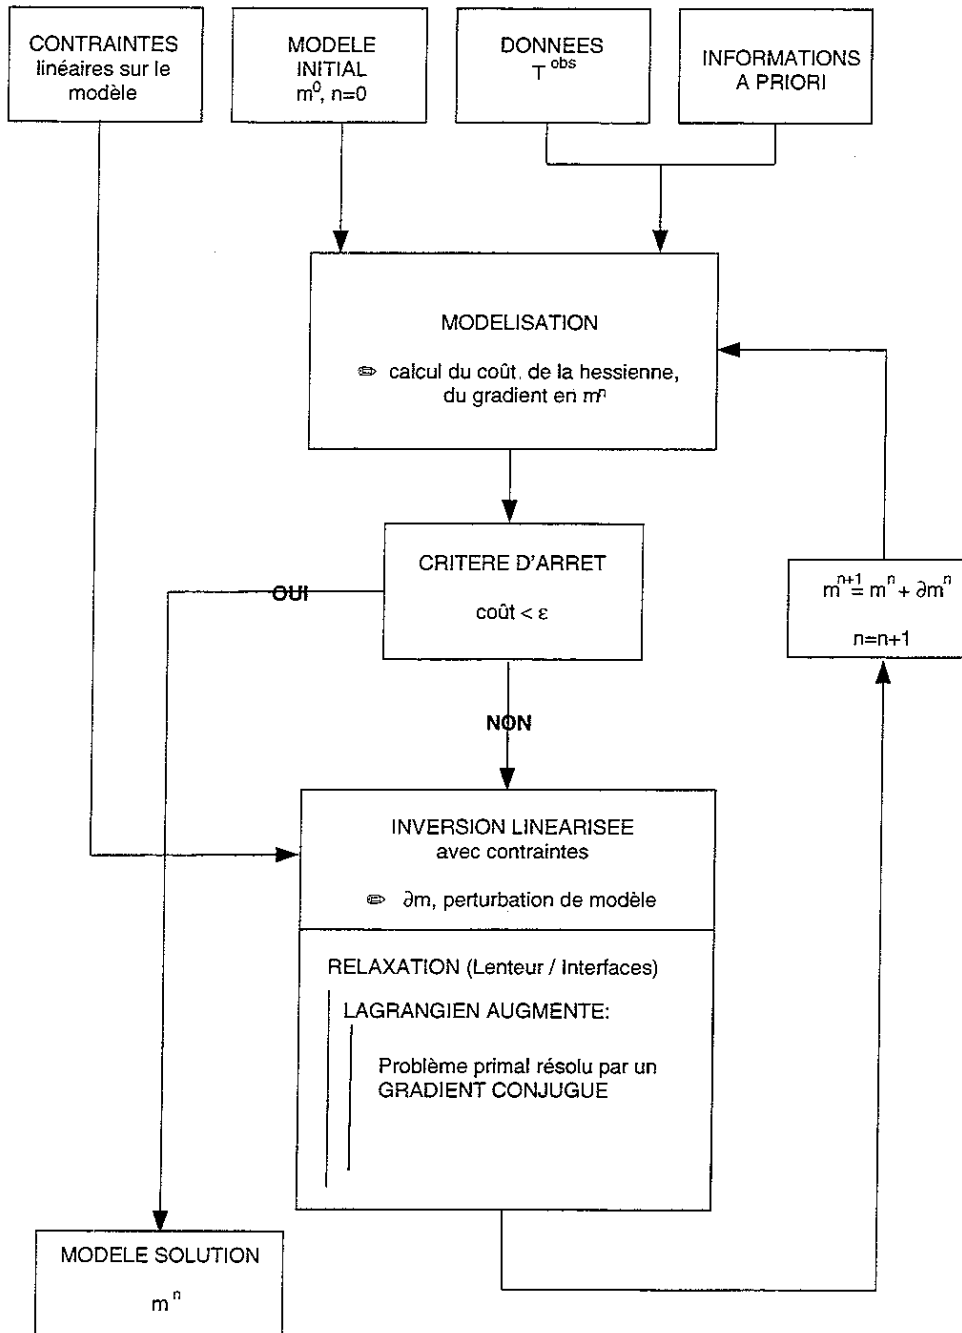 CONTRAINTES
linéaires sur le
modèle
MODELE
INITIAL
m⁰, n=0
DONNEES
T^obs
INFORMATIONS
A PRIORI
MODELISATION
✏ calcul du coût, de la hessienne,
du gradient en mⁿ
CRITERE D'ARRET
coût < ε
OUI
NON
mⁿ⁺¹= mⁿ + ∂mⁿ
n=n+1
INVERSION LINEARISEE
avec contraintes
✏ ∂m, perturbation de modèle
RELAXATION (Lenteur / Interfaces)
LAGRANGIEN AUGMENTE:
Problème primal résolu par un
GRADIENT CONJUGUE
MODELE SOLUTION
mⁿ